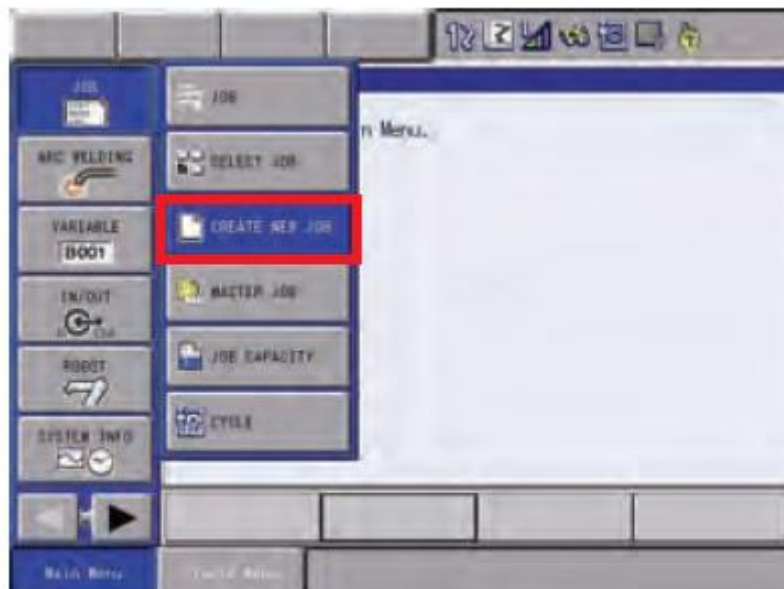 JOB
JOB
n Menu.
ARC WELDING
SELECT JOB
VARIABLE
B001
CREATE NEW JOB
IN/OUT
MASTER JOB
ROBOT
JOB CAPACITY
SYSTEM INFO
CYCLE
Main Menu
Menu